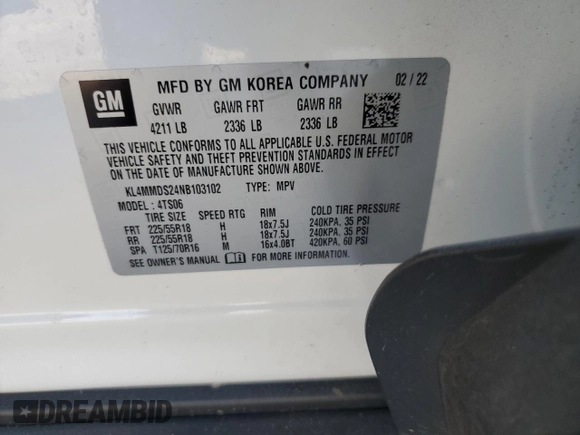 GM
MFD BY GM KOREA COMPANY 02 / 22
GVWR GAWR FRT GAWR RR
4211 LB 2336 LB 2336 LB
THIS VEHICLE CONFORMS TO ALL APPLICABLE U.S. FEDERAL MOTOR
VEHICLE SAFETY AND THEFT PREVENTION STANDARDS IN EFFECT
ON THE DATE OF MANUFACTURE SHOWN ABOVE.
KL4MMDS24NB103102 TYPE: MPV
MODEL: 4TS06
TIRE SIZE SPEED RTG RIM COLD TIRE PRESSURE
FRT 225/55R18 H 18x7.5J 240KPA, 35 PSI
RR 225/55R18 H 18x7.5J 240KPA, 35 PSI
SPA T125/70R16 M 16x4.0BT 420KPA, 60 PSI
SEE OWNER'S MANUAL FOR MORE INFORMATION.
DREAMBID